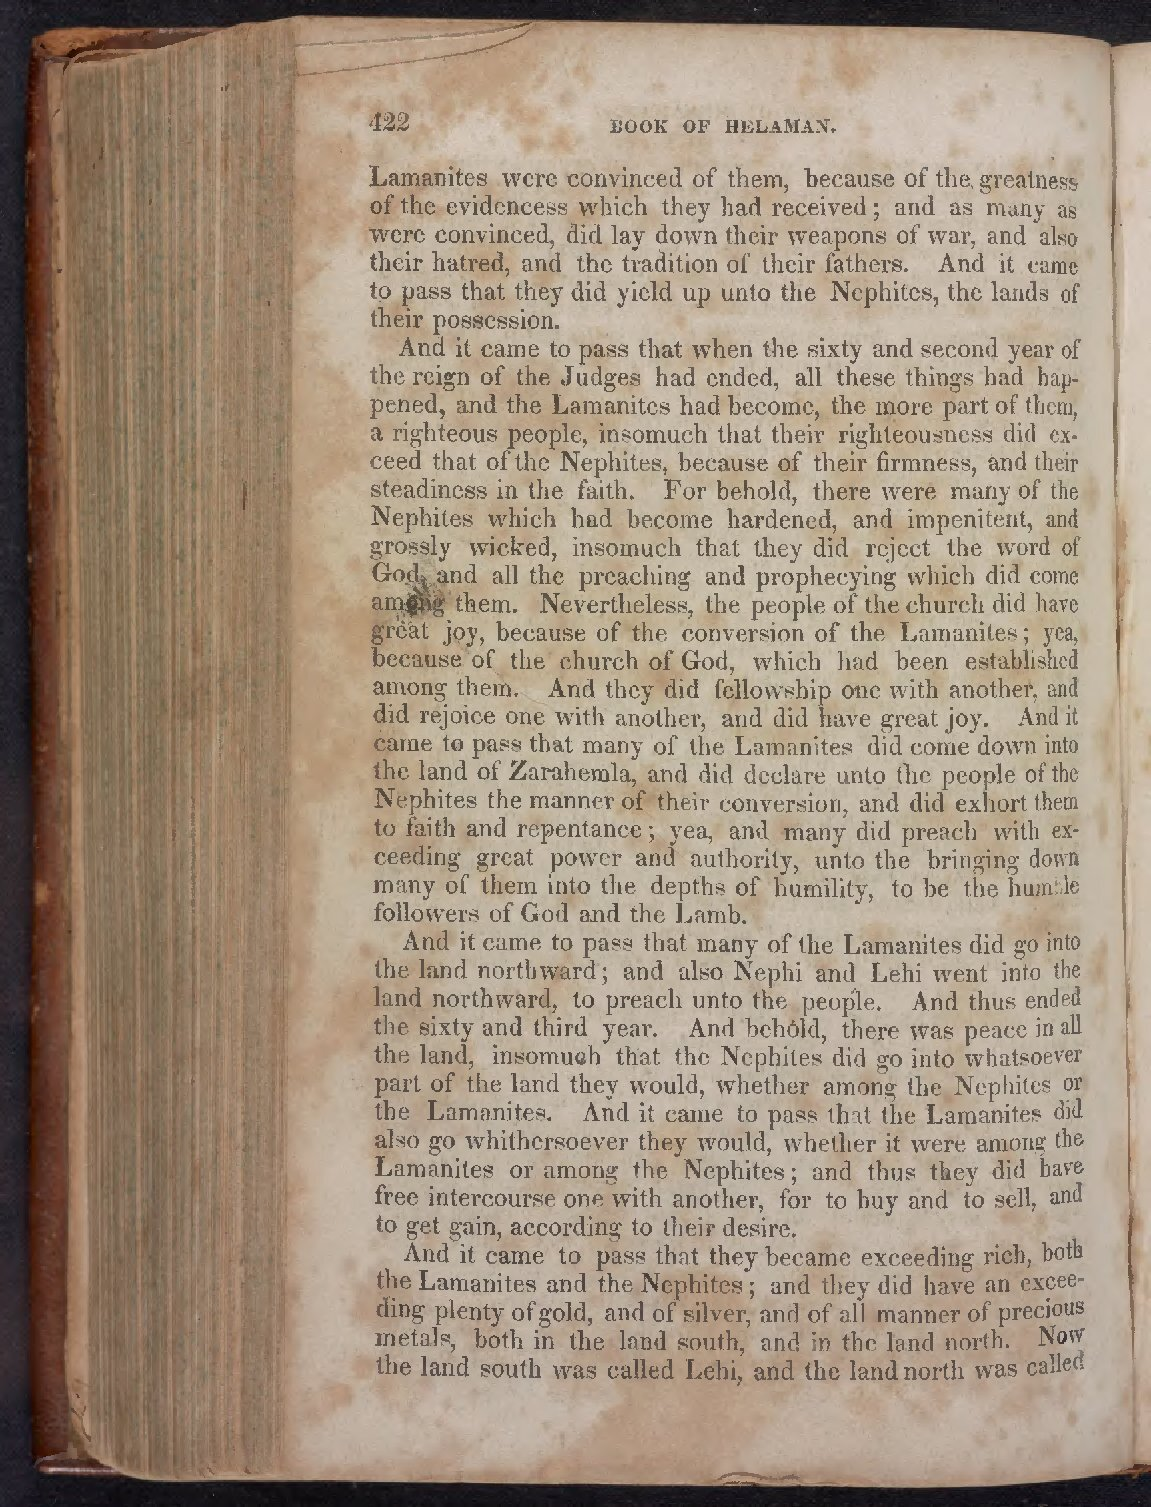 422 BOOK OF HELAMAN.
Lamanites were convinced of them, because of the greatness
of the evidencess which they had received; and as many as
were convinced, did lay down their weapons of war, and also
their hatred, and the tradition of their fathers. And it came
to pass that they did yield up unto the Nephites, the lands of
their possession.
And it came to pass that when the sixty and second year of
the reign of the Judges had ended, all these things had hap-
pened, and the Lamanites had become, the more part of them,
a righteous people, insomuch that their righteousness did ex-
ceed that of the Nephites, because of their firmness, and their
steadiness in the faith. For behold, there were many of the
Nephites which had become hardened, and impenitent, and
grossly wicked, insomuch that they did reject the word of
God, and all the preaching and prophecying which did come
among them. Nevertheless, the people of the church did have
great joy, because of the conversion of the Lamanites; yea,
because of the church of God, which had been established
among them. And they did fellowship one with another, and
did rejoice one with another, and did have great joy. And it
came to pass that many of the Lamanites did come down into
the land of Zarahemla, and did declare unto the people of the
Nephites the manner of their conversion, and did exhort them
to faith and repentance; yea, and many did preach with ex-
ceeding great power and authority, unto the bringing down
many of them into the depths of humility, to be the humble
followers of God and the Lamb.
And it came to pass that many of the Lamanites did go into
the land northward; and also Nephi and Lehi went into the
land northward, to preach unto the people. And thus ended
the sixty and third year. And behold, there was peace in all
the land, insomuch that the Nephites did go into whatsoever
part of the land they would, whether among the Nephites or
the Lamanites. And it came to pass that the Lamanites did
also go whithersoever they would, whether it were among the
Lamanites or among the Nephites; and thus they did have
free intercourse one with another, for to buy and to sell, and
to get gain, according to their desire.
And it came to pass that they became exceeding rich, both
the Lamanites and the Nephites; and they did have an excee-
ding plenty of gold, and of silver, and of all manner of precious
metals, both in the land south, and in the land north. Now
the land south was called Lehi, and the land north was called